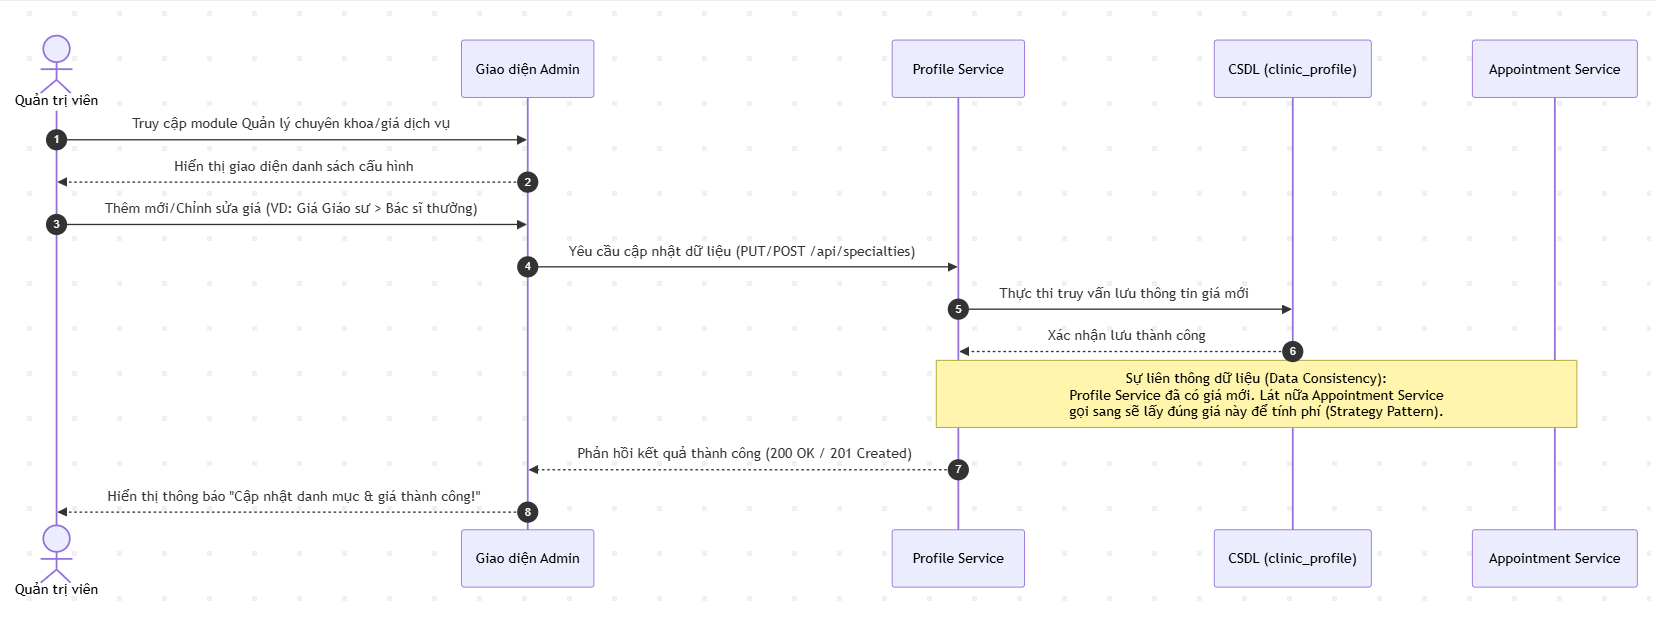 Quản trị viên
Giao diện Admin
Profile Service
CSDL (clinic_profile)
Appointment Service
Truy cập module Quản lý chuyên khoa/giá dịch vụ
1
Hiển thị giao diện danh sách cấu hình
2
Thêm mới/Chỉnh sửa giá (VD: Giá Giáo sư > Bác sĩ thường)
3
Yêu cầu cập nhật dữ liệu (PUT/POST /api/specialties)
4
Thực thi truy vấn lưu thông tin giá mới
5
Xác nhận lưu thành công
6
Sự liên thông dữ liệu (Data Consistency):
Profile Service đã có giá mới. Lát nữa Appointment Service
gọi sang sẽ lấy đúng giá này để tính phí (Strategy Pattern).
Phản hồi kết quả thành công (200 OK / 201 Created)
7
Hiển thị thông báo "Cập nhật danh mục & giá thành công!"
8
Quản trị viên
Giao diện Admin
Profile Service
CSDL (clinic_profile)
Appointment Service